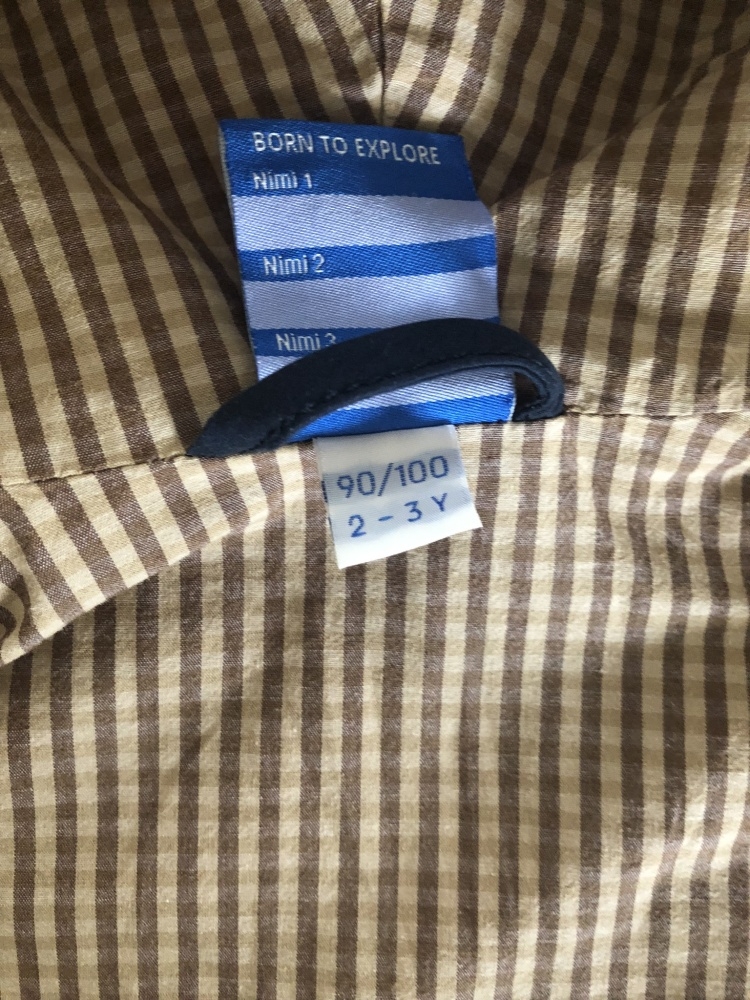 BORN TO EXPLORE
Nimi 1
Nimi 2
Nimi 3
90/100
2 - 3 Y